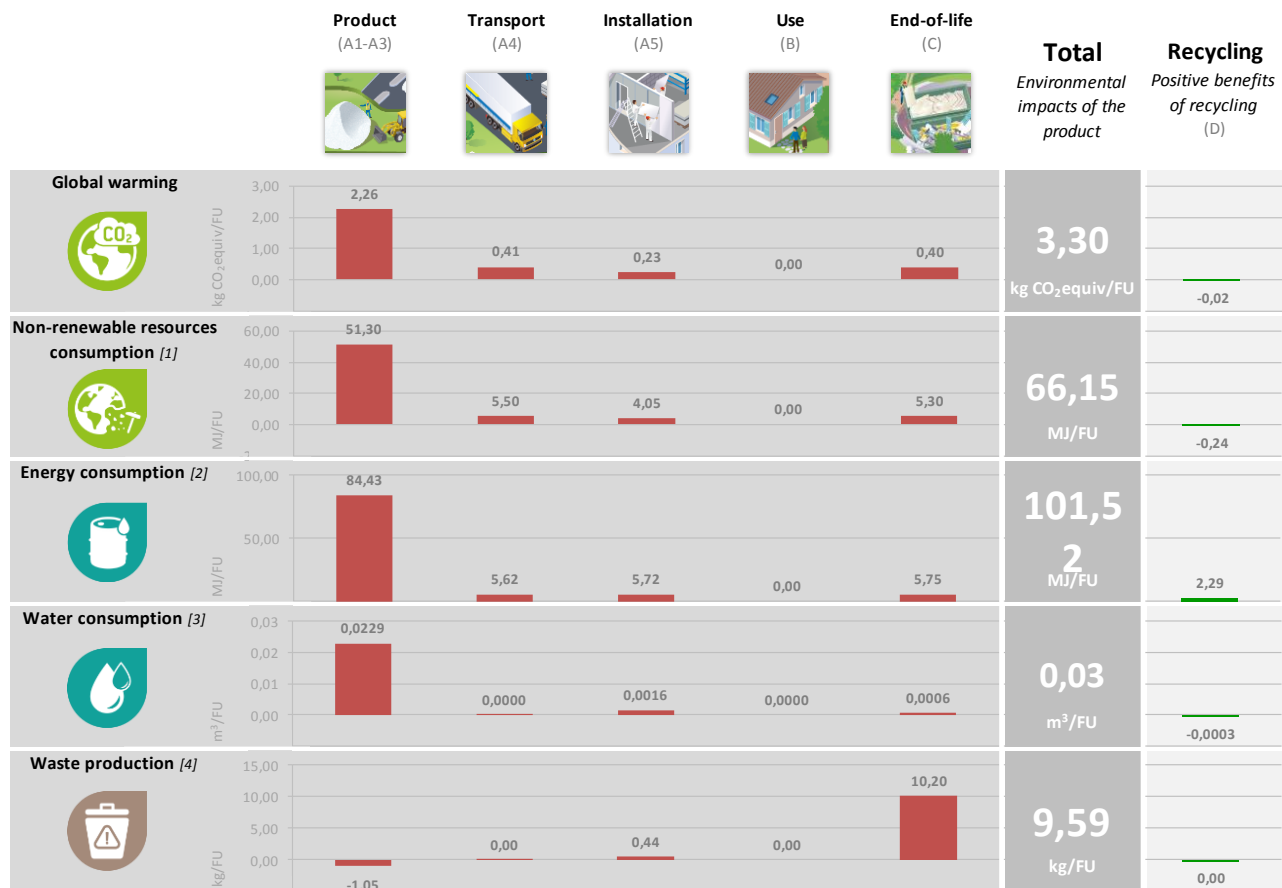 Product
(A1-A3)
Transport
(A4)
Installation
(A5)
Use
(B)
End-of-life
(C)
Total
Environmental
impacts of the
product
Recycling
Positive benefits
of recycling
(D)
Global warming
CO2
kg CO2equiv/FU
3,00
2,00
1,00
0,00
2,26
0,41
0,23
0,00
0,40
3,30
kg CO2equiv/FU
-0,02
Non-renewable resources
consumption [1]
MJ/FU
60,00
40,00
20,00
0,00
51,30
5,50
4,05
0,00
5,30
66,15
MJ/FU
-0,24
Energy consumption [2]
MJ/FU
100,00
50,00
84,43
5,62
5,72
0,00
5,75
101,5
2
MJ/FU
2,29
Water consumption [3]
m3/FU
0,03
0,02
0,01
0,00
0,0229
0,0000
0,0016
0,0000
0,0006
0,03
m3/FU
-0,0003
Waste production [4]
kg/FU
15,00
10,00
5,00
0,00
-1,05
0,00
0,44
0,00
10,20
9,59
kg/FU
0,00